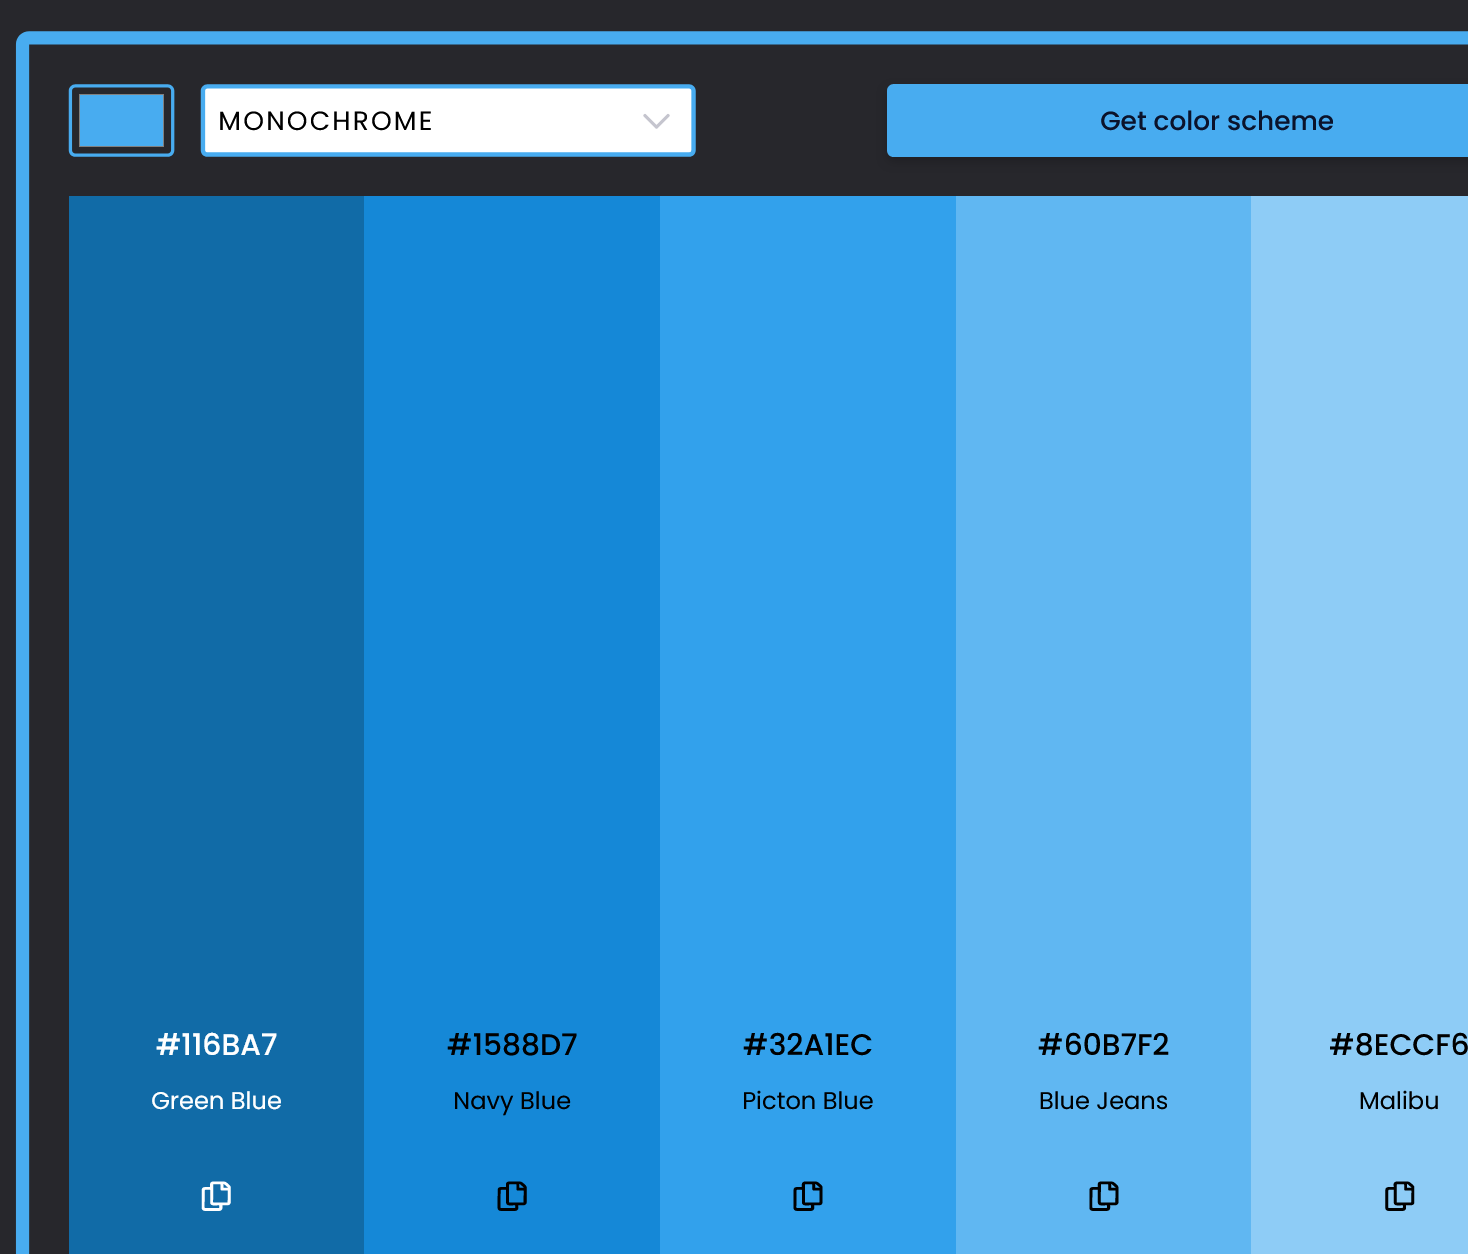 MONOCHROME
Get color scheme
#116BA7
Green Blue
#1588D7
Navy Blue
#32A1EC
Picton Blue
#60B7F2
Blue Jeans
#8ECCF6
Malibu